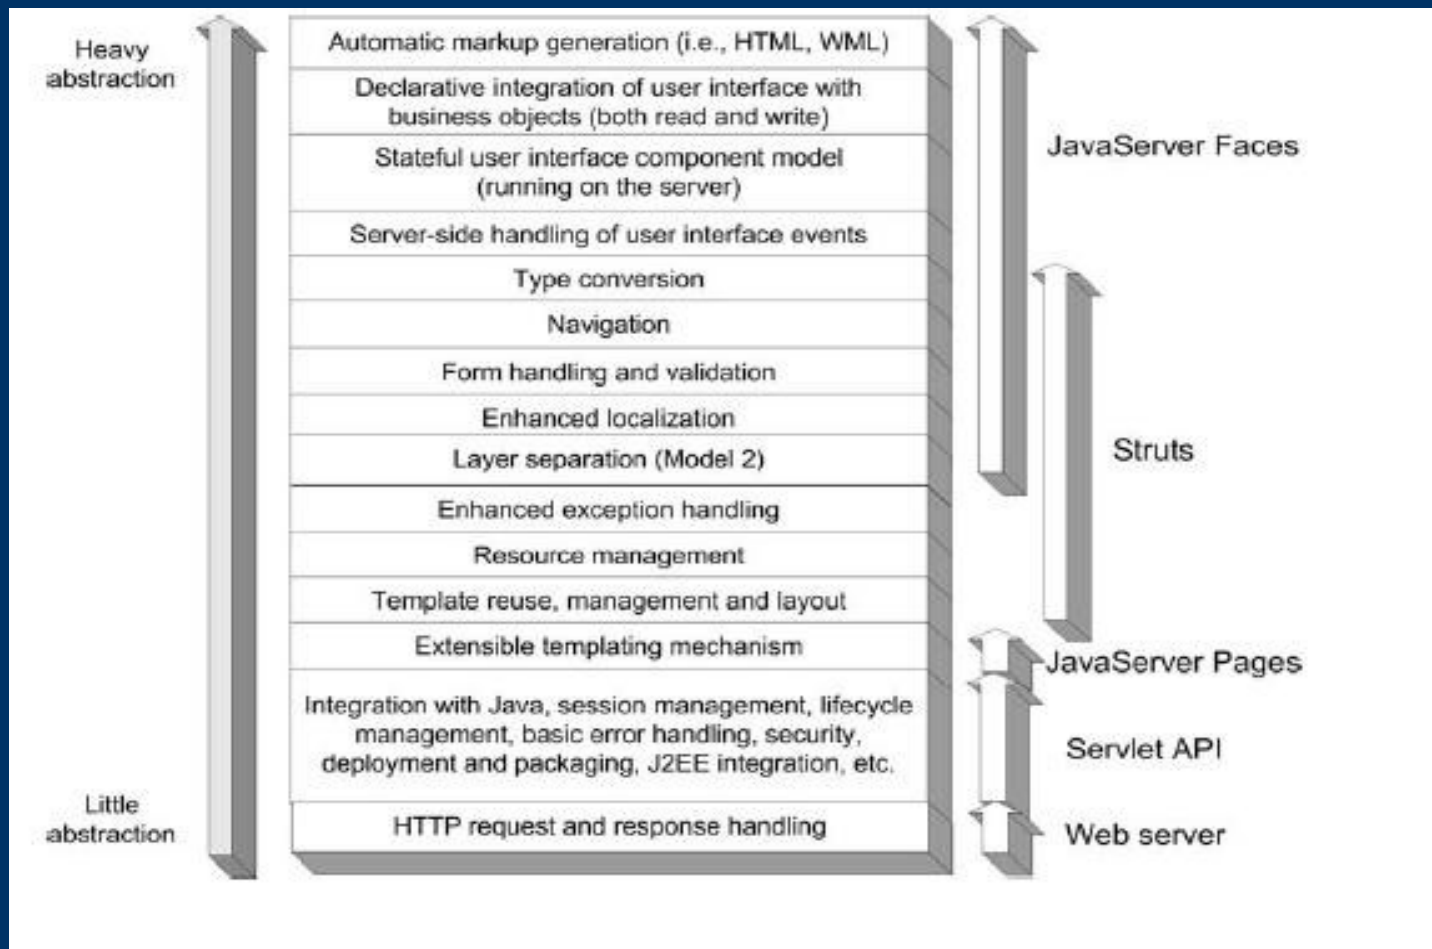 Heavy
abstraction
Automatic markup generation (i.e., HTML, WML)
Declarative integration of user interface with
business objects (both read and write)
Stateful user interface component model
(running on the server)
JavaServer Faces
Server-side handling of user interface events
Type conversion
Navigation
Form handling and validation
Enhanced localization
Layer separation (Model 2)
Struts
Enhanced exception handling
Resource management
Template reuse, management and layout
Extensible templating mechanism
JavaServer Pages
Integration with Java, session management, lifecycle
management, basic error handling, security,
deployment and packaging, J2EE integration, etc.
Servlet API
Little
abstraction
HTTP request and response handling
Web server